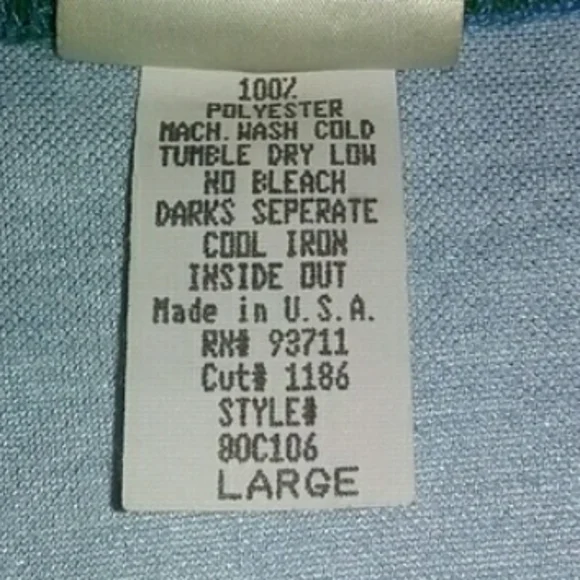 100%
POLYESTER
MACH. WASH COLD
TUMBLE DRY LOW
NO BLEACH
DARKS SEPERATE
COOL IRON
INSIDE OUT
Made in U.S.A.
RN# 93711
Cut# 1186
STYLE#
80C106
LARGE